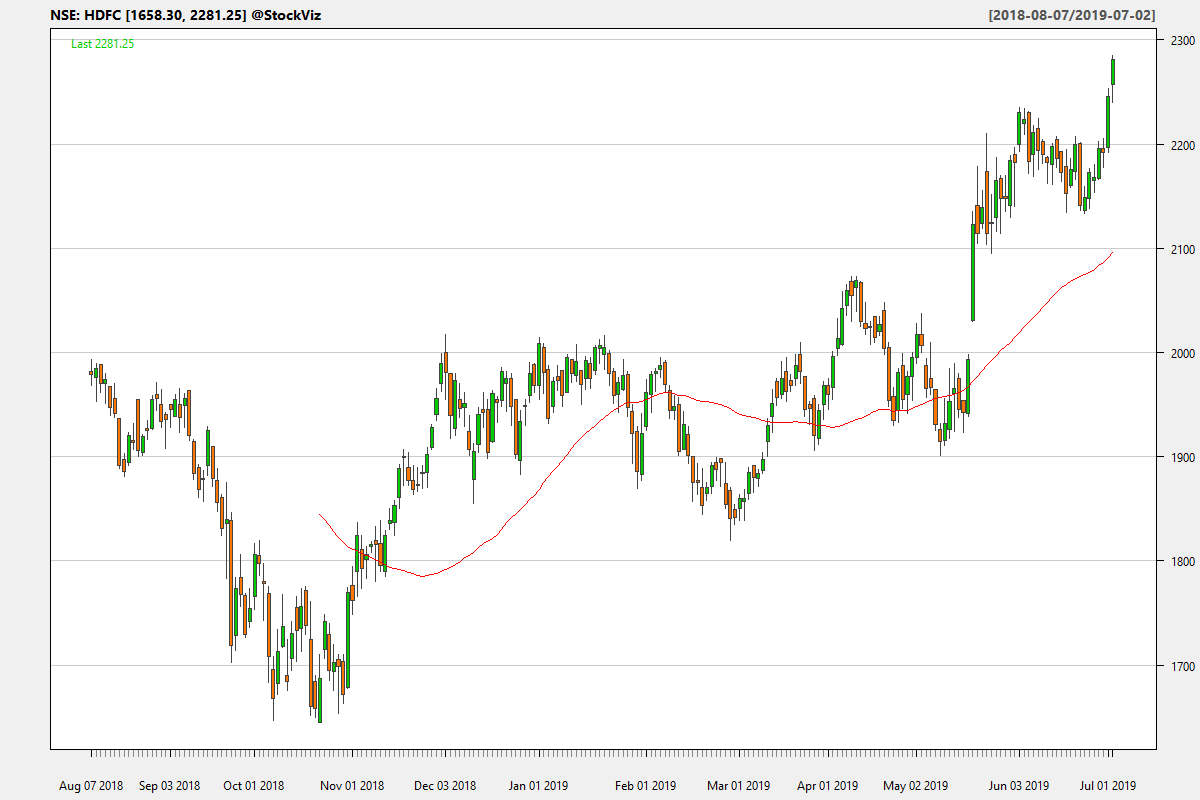 NSE: HDFC [1658.30, 2281.25] @StockViz [2018-08-07/2019-07-02]
Last 2281.25
2300
2200
2100
2000
1900
1800
1700
Aug 07 2018 Sep 03 2018 Oct 01 2018 Nov 01 2018 Dec 03 2018 Jan 01 2019 Feb 01 2019 Mar 01 2019 Apr 01 2019 May 02 2019 Jun 03 2019 Jul 01 2019